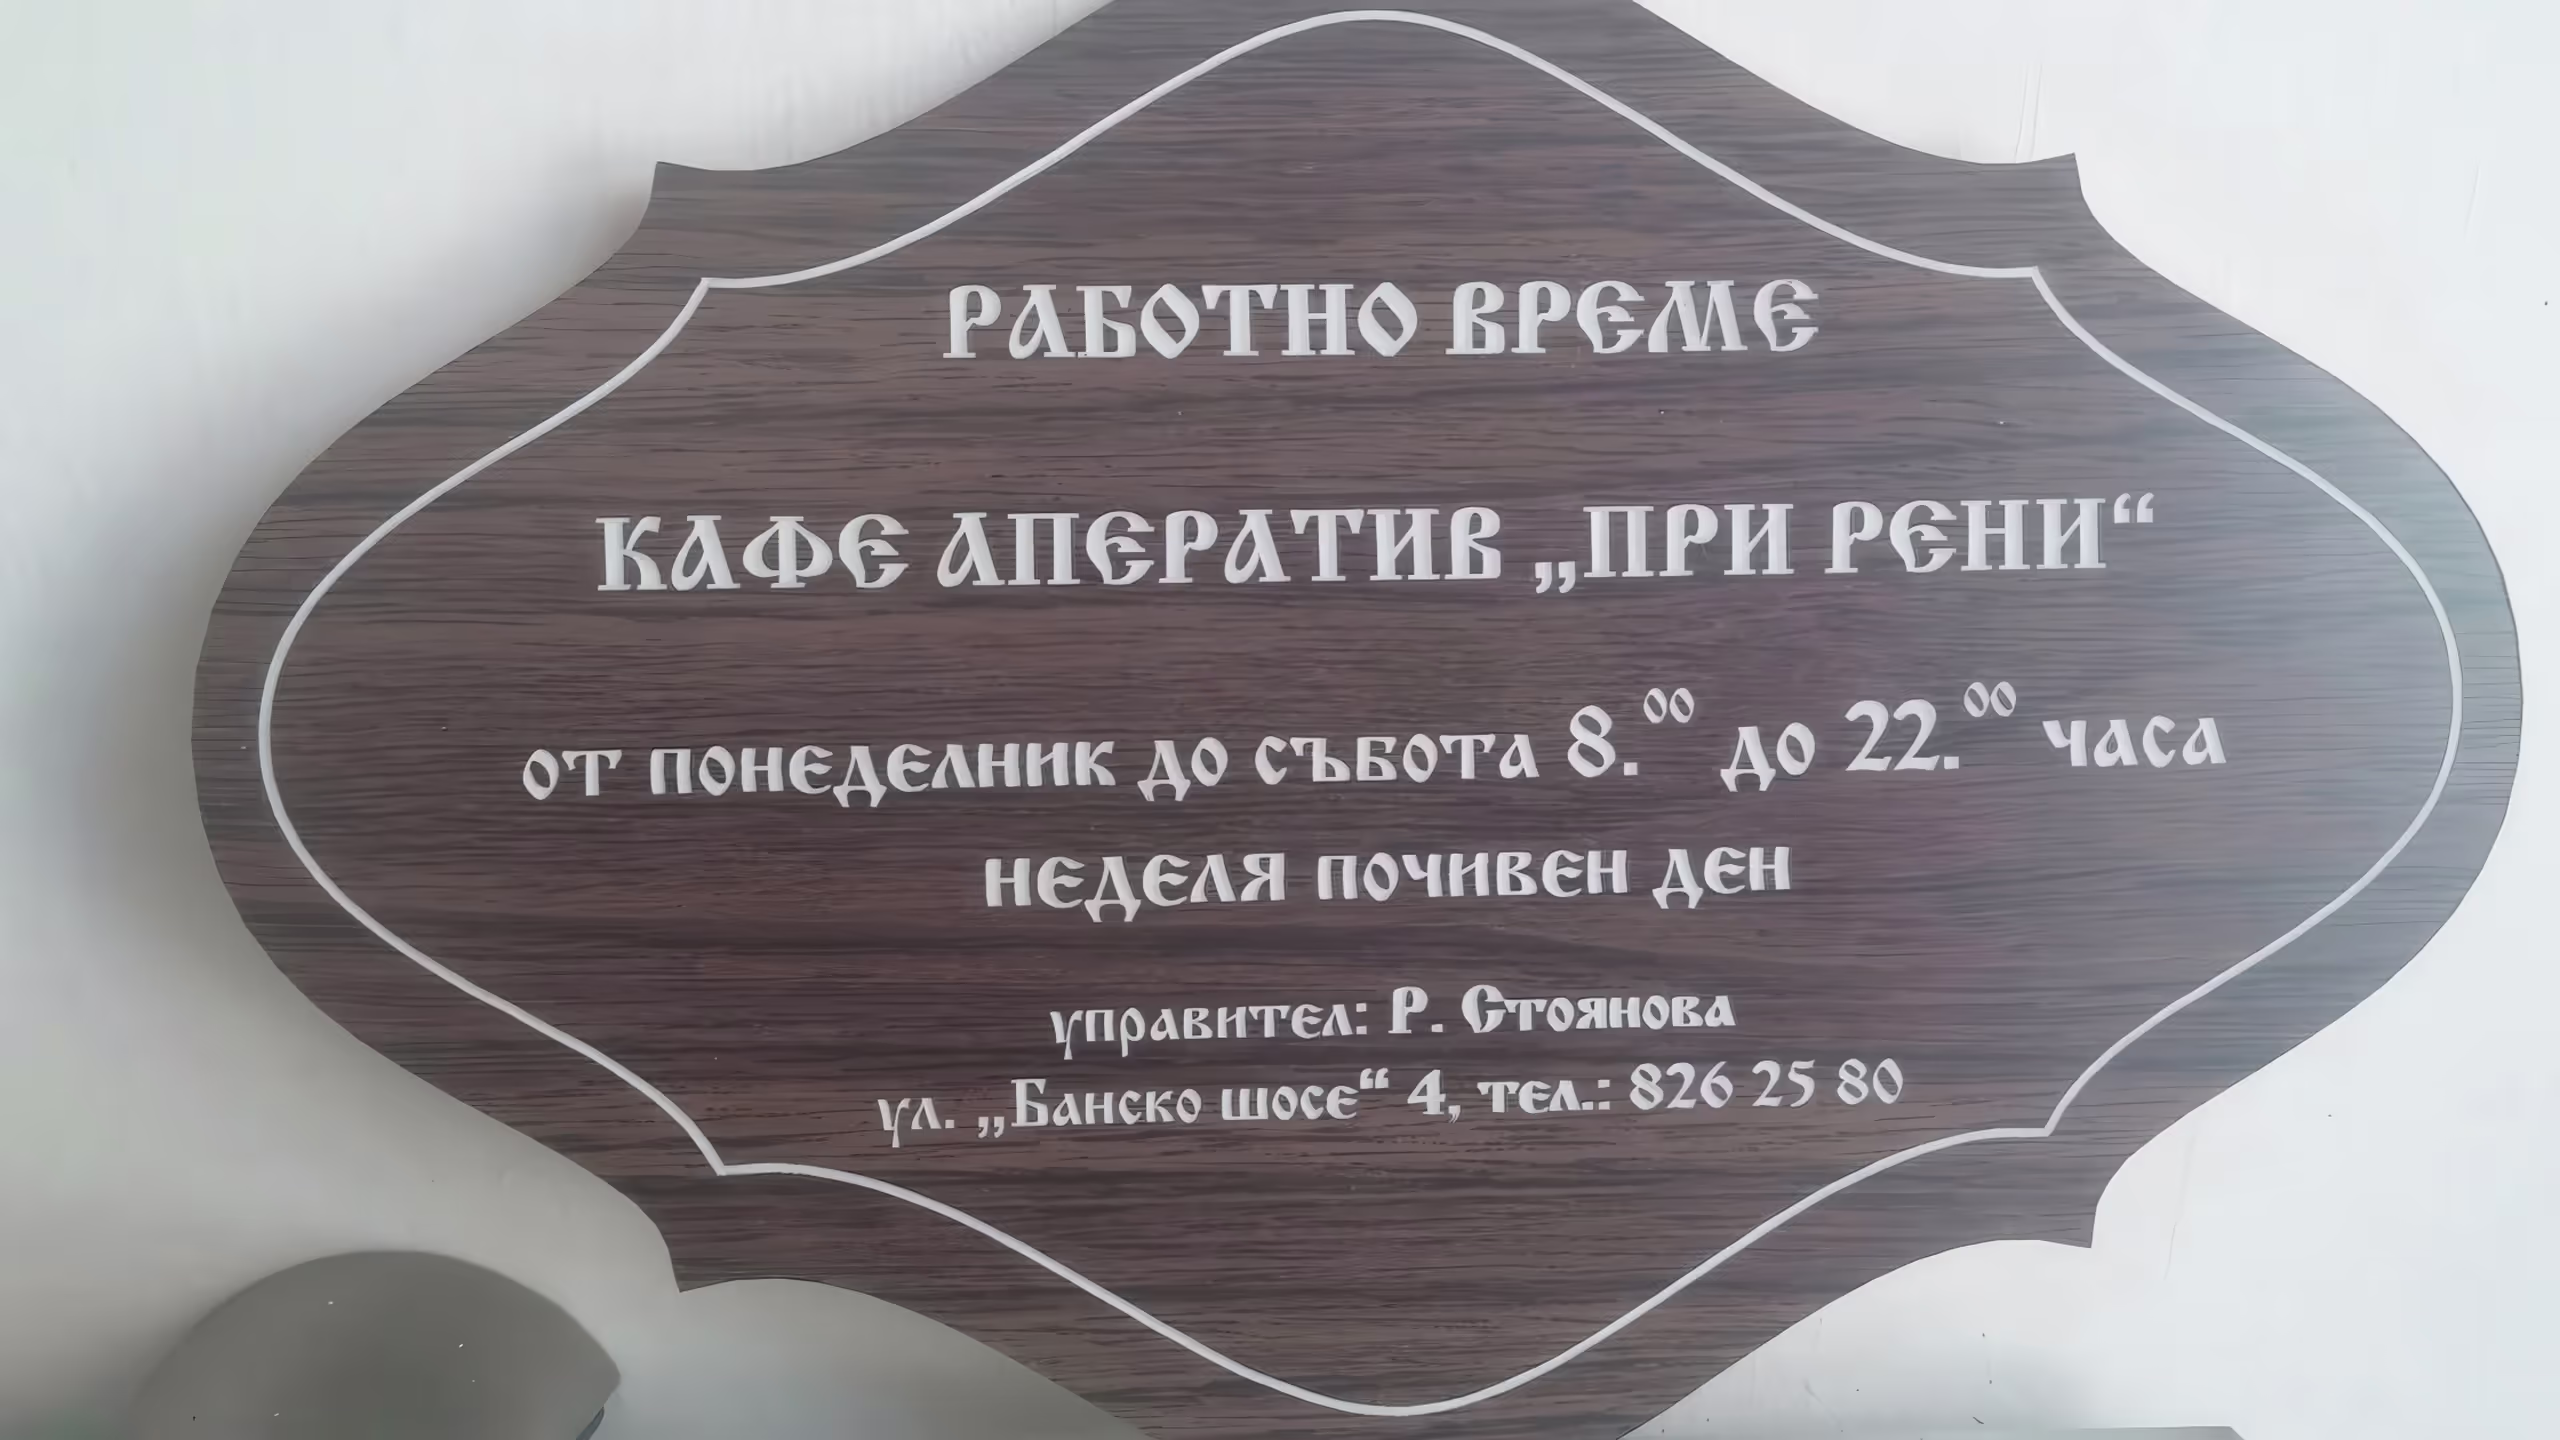 РАБОТНО ВРЕМЕ
КАФЕ АПЕРАТИВ „ПРИ РЕНИ“
от понеделник до събота 8.00 до 22.00 часа
неделя почивен ден
управител: Р. Стоянова
ул. „Банско шосе“ 4, тел.: 826 25 80